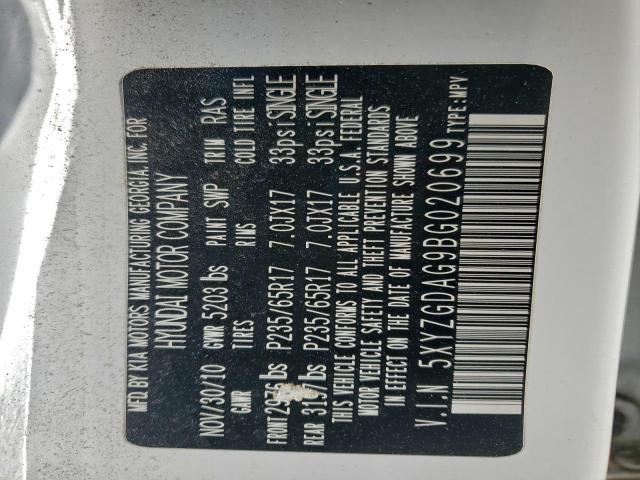 MFD BY KIA MOTORS MANUFACTURING GEORGIA, INC. FOR
HYUNDAI MOTOR COMPANY
NOV/30/10 GVWR 5203 lbs PAINT SWP TRIM RAS
GAWR TIRES RIMS COLD TIRE INFL
FRONT lbs P235/65R17 7.0JX17 33psi SINGLE
REAR lbs P235/65R17 7.0JX17 33psi SINGLE
THIS VEHICLE CONFORMS TO ALL APPLICABLE U.S.A. FEDERAL
MOTOR VEHICLE SAFETY AND THEFT PREVENTION STANDARDS
IN EFFECT ON THE DATE OF MANUFACTURE SHOWN ABOVE.
V.I.N 5XYZGDAG9BG020699 TYPE:MPV